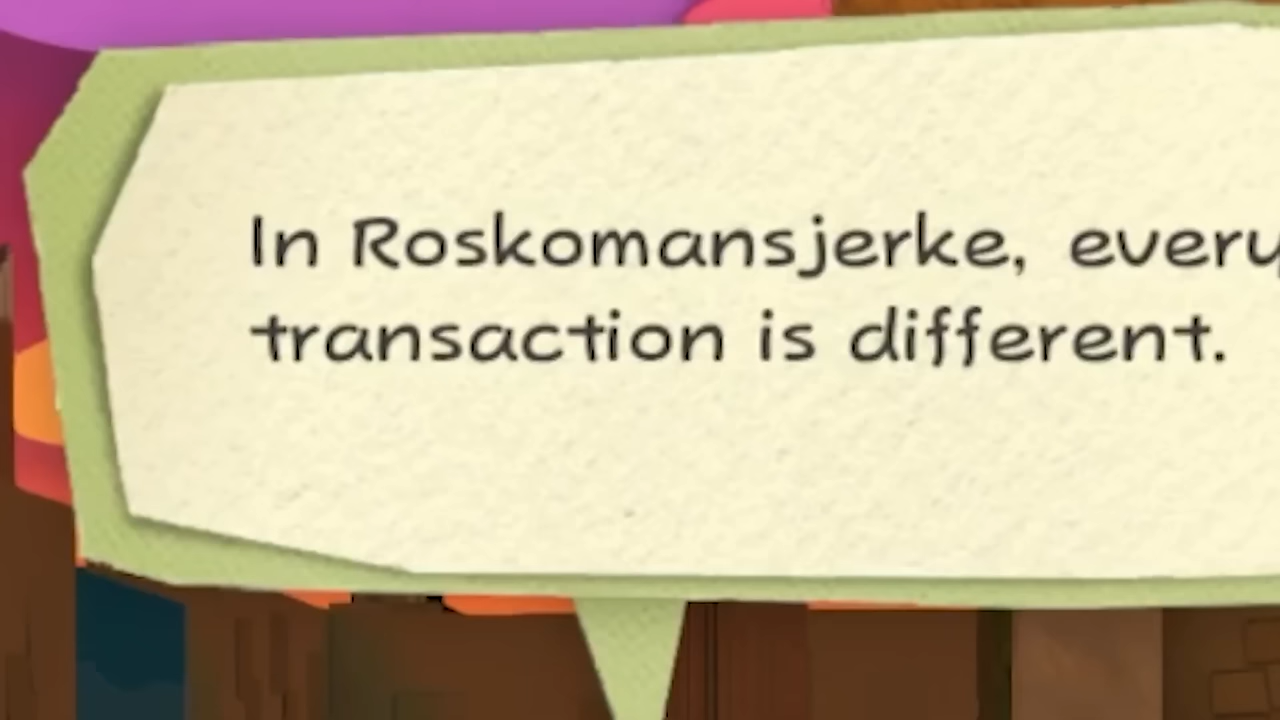 In Roskomansjerke, every
transaction is different.